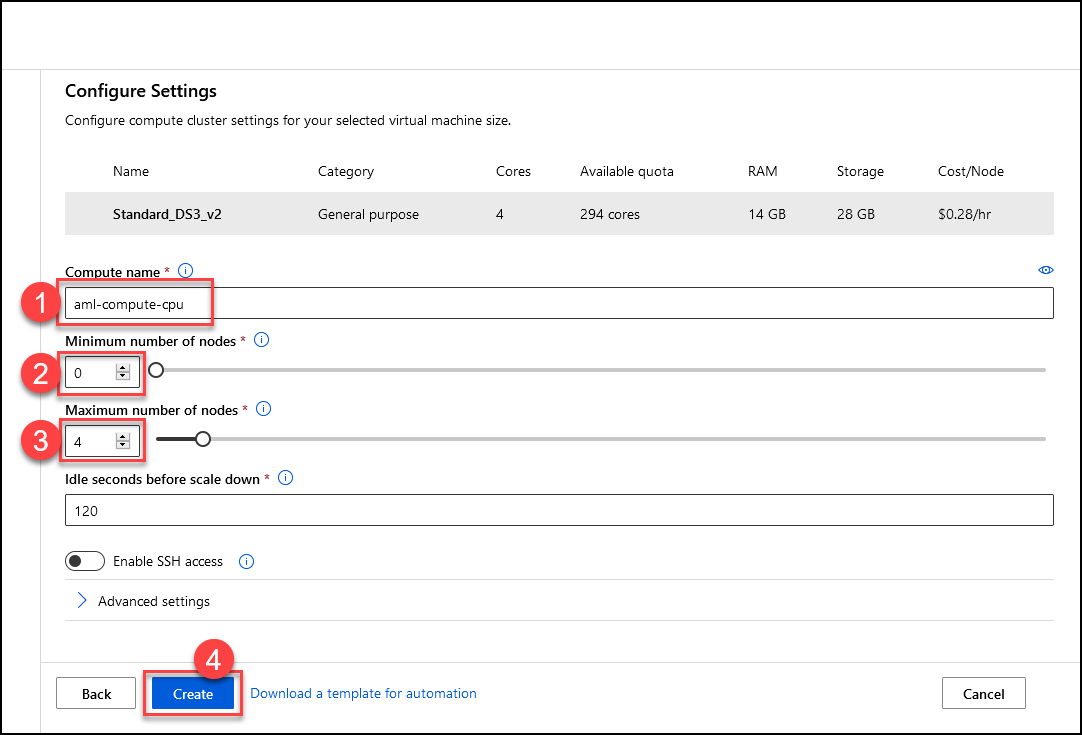 Configure Settings
Configure compute cluster settings for your selected virtual machine size.
Name Category Cores Available quota RAM Storage Cost/Node
Standard_DS3_v2 General purpose 4 294 cores 14 GB 28 GB $0.28/hr
Compute name * i
1 aml-compute-cpu
Minimum number of nodes * i
2 0
Maximum number of nodes * i
3 4
Idle seconds before scale down * i
120
Enable SSH access i
Advanced settings
4
Back Create Download a template for automation Cancel